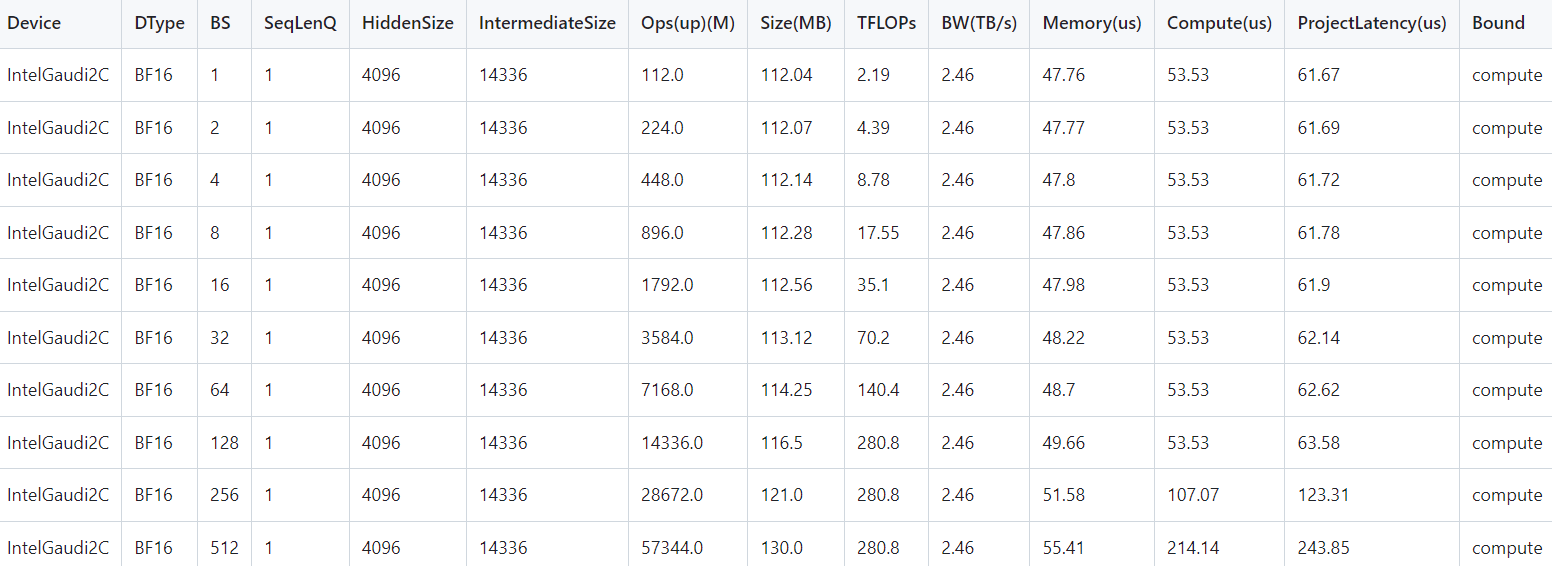 Device DType BS SeqLenQ HiddenSize IntermediateSize Ops(up)(M) Size(MB) TFLOPs BW(TB/s) Memory(us) Compute(us) ProjectLatency(us) Bound
IntelGaudi2C BF16 1 1 4096 14336 112.0 112.04 2.19 2.46 47.76 53.53 61.67 compute
IntelGaudi2C BF16 2 1 4096 14336 224.0 112.07 4.39 2.46 47.77 53.53 61.69 compute
IntelGaudi2C BF16 4 1 4096 14336 448.0 112.14 8.78 2.46 47.8 53.53 61.72 compute
IntelGaudi2C BF16 8 1 4096 14336 896.0 112.28 17.55 2.46 47.86 53.53 61.78 compute
IntelGaudi2C BF16 16 1 4096 14336 1792.0 112.56 35.1 2.46 47.98 53.53 61.9 compute
IntelGaudi2C BF16 32 1 4096 14336 3584.0 113.12 70.2 2.46 48.22 53.53 62.14 compute
IntelGaudi2C BF16 64 1 4096 14336 7168.0 114.25 140.4 2.46 48.7 53.53 62.62 compute
IntelGaudi2C BF16 128 1 4096 14336 14336.0 116.5 280.8 2.46 49.66 53.53 63.58 compute
IntelGaudi2C BF16 256 1 4096 14336 28672.0 121.0 280.8 2.46 51.58 107.07 123.31 compute
IntelGaudi2C BF16 512 1 4096 14336 57344.0 130.0 280.8 2.46 55.41 214.14 243.85 compute